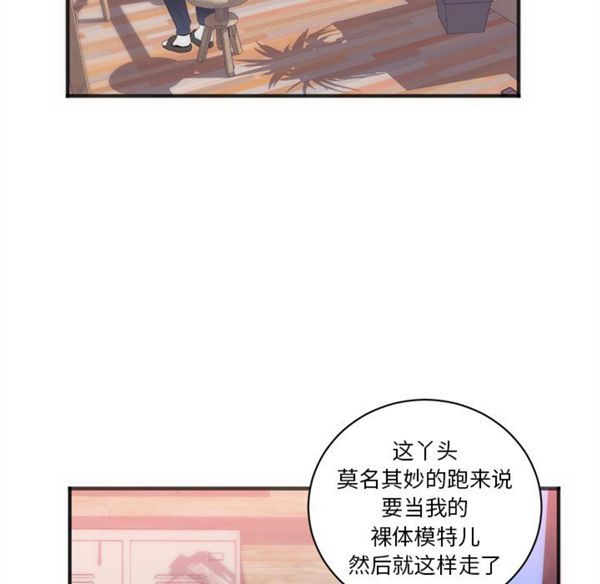 这丫头
莫名其妙的跑来说
要当我的
裸体模特儿
然后就这样走了